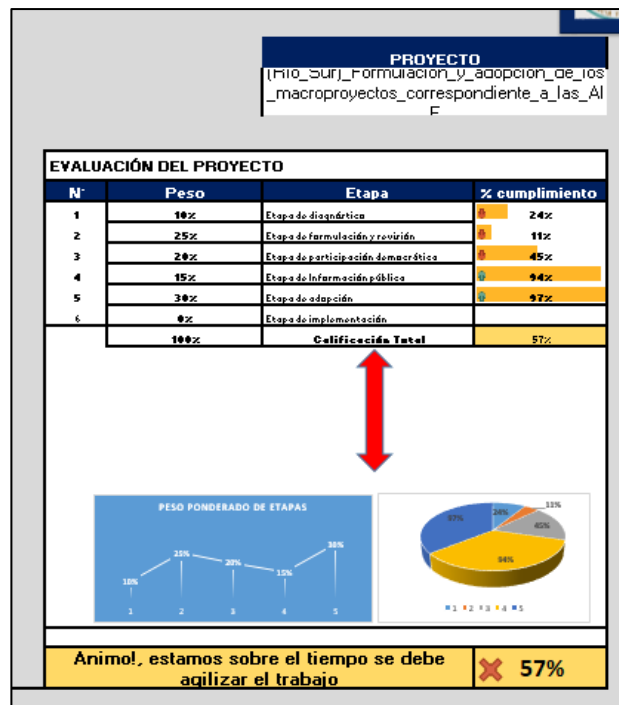 PROYECTO
(Rio_Sur)_Formulacion_y_adopcion_de_los
_macroproyectos_correspondiente_a_las_AI
E
EVALUACIÓN DEL PROYECTO
N° Peso Etapa % cumplimiento
1 10% Etapa de diagnóstico 24%
2 25% Etapa de formulación y revisión 11%
3 20% Etapa de participación democrática 45%
4 15% Etapa de Información pública 94%
5 30% Etapa de adopción 97%
6 0% Etapa de implementación
100% Calificación Total 57%
PESO PONDERADO DE ETAPAS
10% 25% 20% 15% 30%
1 2 3 4 5
24% 11% 45% 94% 97%
1 2 3 4 5
Animo!, estamos sobre el tiempo se debe
agilizar el trabajo
57%